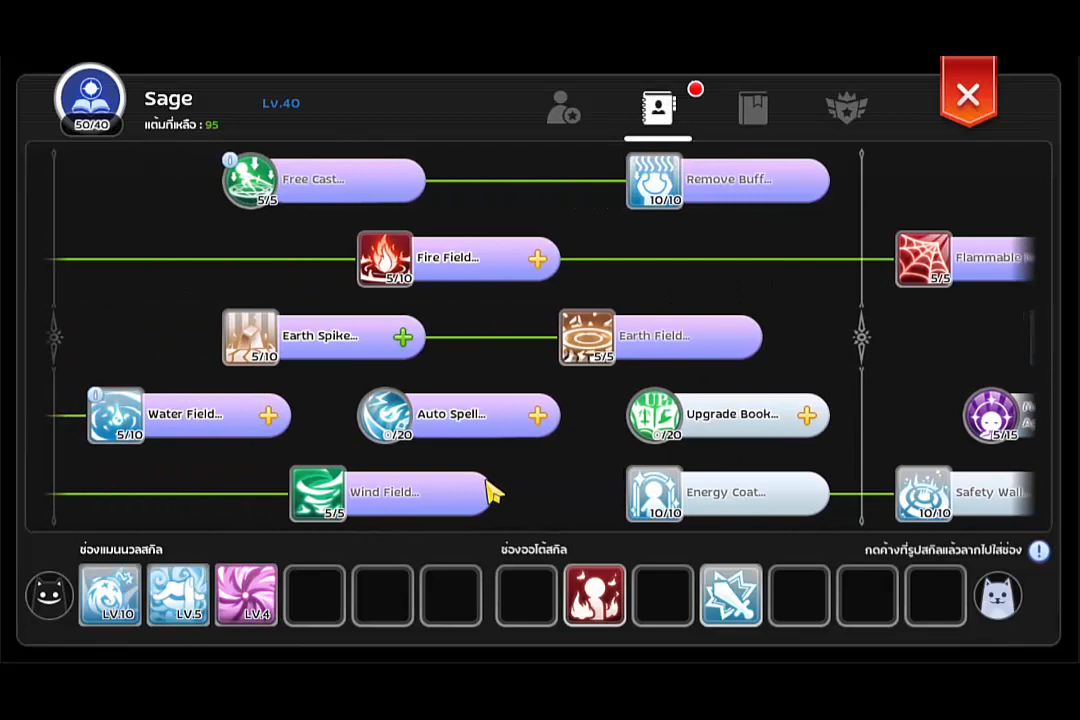 Sage
Lv.40
50/40
แต้มที่เหลือ : 95
Free Cast...
5/5
Remove Buff...
10/10
Fire Field...
5/10
Flammable
5/5
Earth Spike...
5/10
Earth Field...
5/5
Water Field...
5/10
Auto Spell...
0/20
UP
Upgrade Book...
0/20
5/15
Wind Field...
5/5
Energy Coat...
10/10
Safety Wall...
10/10
ช่องแมนนวลสกิล
ช่องออโต้สกิล
กดค้างที่รูปสกิลแล้วลากไปใส่ช่อง
LV.10
LV.5
LV.4